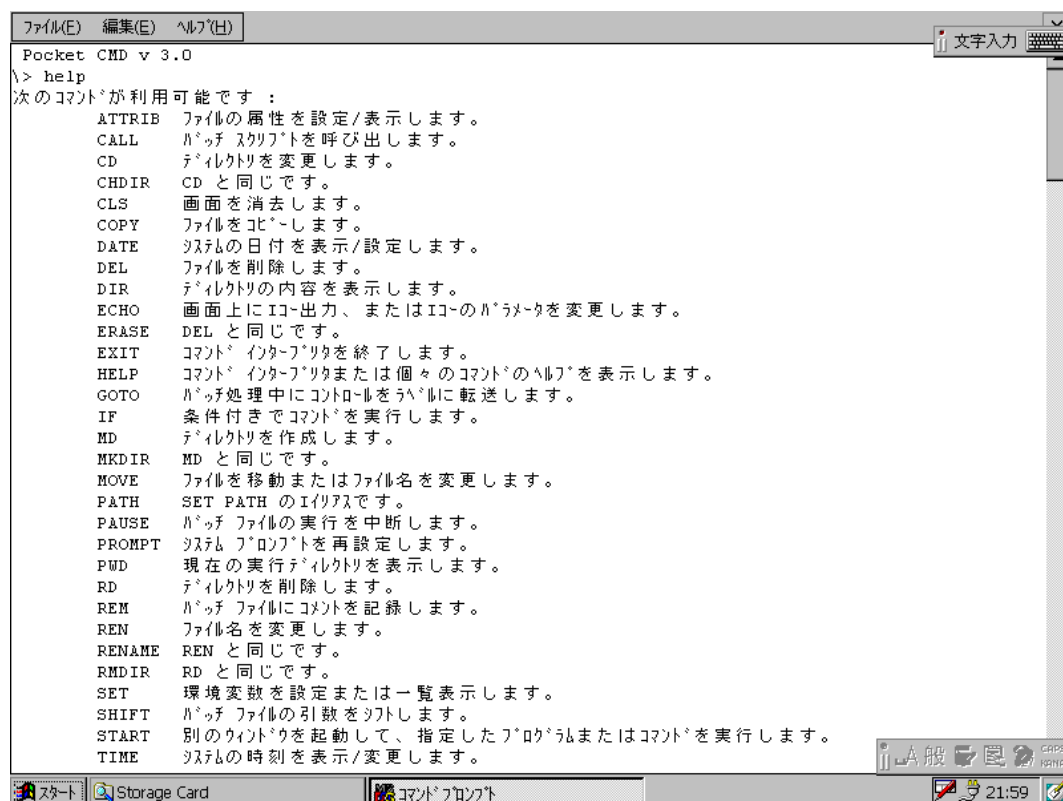 ファイル(F) 編集(E) ヘルプ(H)
文字入力
Pocket CMD v 3.0
\> help
次のコマンドが利用可能です :
ATTRIB ファイルの属性を設定/表示します。
CALL バッチ スクリプトを呼び出します。
CD ディレクトリを変更します。
CHDIR CD と同じです。
CLS 画面を消去します。
COPY ファイルをコピーします。
DATE システムの日付を表示/設定します。
DEL ファイルを削除します。
DIR ディレクトリの内容を表示します。
ECHO 画面上にエコー出力、またはエコーのパラメータを変更します。
ERASE DEL と同じです。
EXIT コマンド インタープリタを終了します。
HELP コマンド インタープリタまたは個々のコマンドのヘルプを表示します。
GOTO バッチ処理中にコントロールをラベルに転送します。
IF 条件付きでコマンドを実行します。
MD ディレクトリを作成します。
MKDIR MD と同じです。
MOVE ファイルを移動またはファイル名を変更します。
PATH SET PATH のエイリアスです。
PAUSE バッチ ファイルの実行を中断します。
PROMPT システム プロンプトを再設定します。
PWD 現在の実行ディレクトリを表示します。
RD ディレクトリを削除します。
REM バッチ ファイルにコメントを記録します。
REN ファイル名を変更します。
RENAME REN と同じです。
RMDIR RD と同じです。
SET 環境変数を設定または一覧表示します。
SHIFT バッチ ファイルの引数をシフトします。
START 別のウィンドウを起動して、指定したプログラムまたはコマンドを実行します。
TIME システムの時刻を表示/変更します。
A 般 CAPS
KANA
スタート Storage Card コマンド プロンプト 21:59